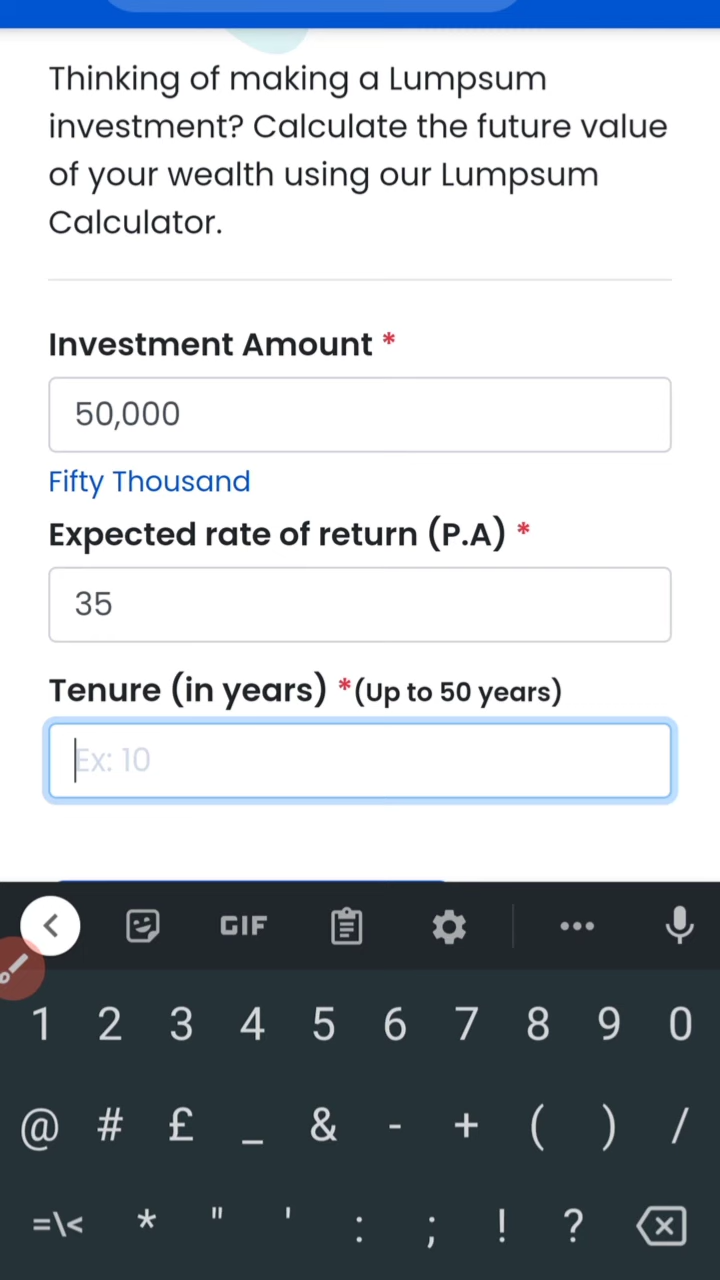 Thinking of making a Lumpsum
investment? Calculate the future value
of your wealth using our Lumpsum
Calculator.
Investment Amount *
50,000
Fifty Thousand
Expected rate of return (P.A) *
35
Tenure (in years) *(Up to 50 years)
Ex: 10
GIF
1 2 3 4 5 6 7 8 9 0
@ # £ _ & - + ( ) /
=\< * " ' : ; ! ?